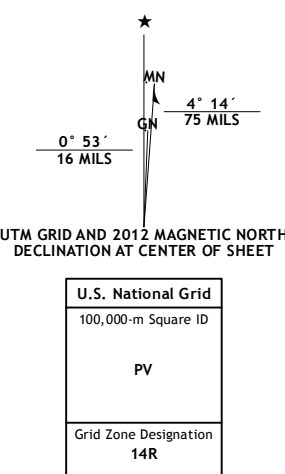 ★
MN
4° 14´
75 MILS
GN
0° 53´
16 MILS
UTM GRID AND 2012 MAGNETIC NORTH
DECLINATION AT CENTER OF SHEET
U.S. National Grid
100,000-m Square ID
PV
Grid Zone Designation
14R